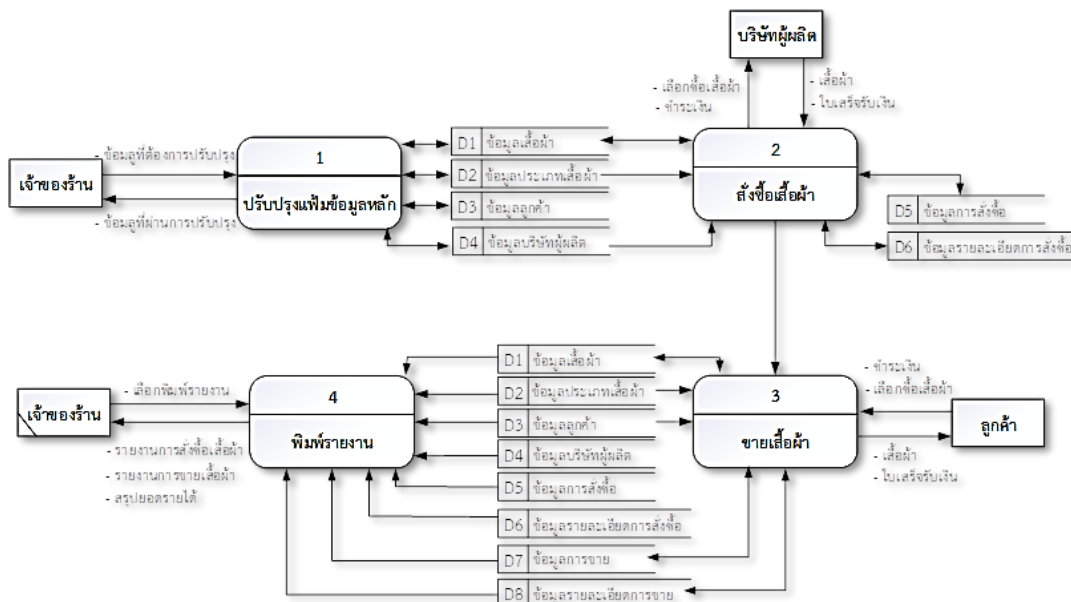 บริษัทผู้ผลิต
- เลือกซื้อเสื้อผ้า
- ชำระเงิน
- เสื้อผ้า
- ใบเสร็จรับเงิน
เจ้าของร้าน
- ข้อมูลที่ต้องการปรับปรุง
- ข้อมูลที่ผ่านการปรับปรุง
1
ปรับปรุงแฟ้มข้อมูลหลัก
D1 ข้อมูลเสื้อผ้า
D2 ข้อมูลประเภทเสื้อผ้า
D3 ข้อมูลลูกค้า
D4 ข้อมูลบริษัทผู้ผลิต
2
สั่งซื้อเสื้อผ้า
D5 ข้อมูลการสั่งซื้อ
D6 ข้อมูลรายละเอียดการสั่งซื้อ
เจ้าของร้าน
- เลือกพิมพ์รายงาน
- รายงานการสั่งซื้อเสื้อผ้า
- รายงานการขายเสื้อผ้า
- สรุปยอดรายได้
4
พิมพ์รายงาน
D1 ข้อมูลเสื้อผ้า
D2 ข้อมูลประเภทเสื้อผ้า
D3 ข้อมูลลูกค้า
D4 ข้อมูลบริษัทผู้ผลิต
D5 ข้อมูลการสั่งซื้อ
D6 ข้อมูลรายละเอียดการสั่งซื้อ
D7 ข้อมูลการขาย
D8 ข้อมูลรายละเอียดการขาย
3
ขายเสื้อผ้า
- ชำระเงิน
- เลือกซื้อเสื้อผ้า
ลูกค้า
- เสื้อผ้า
- ใบเสร็จรับเงิน